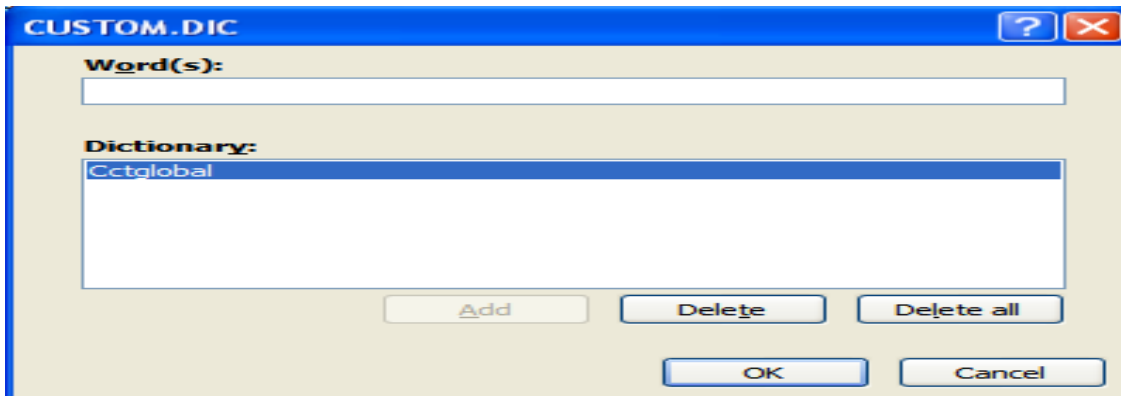 CUSTOM.DIC
Word(s):
Dictionary:
Cctglobal
Add Delete Delete all
OK Cancel